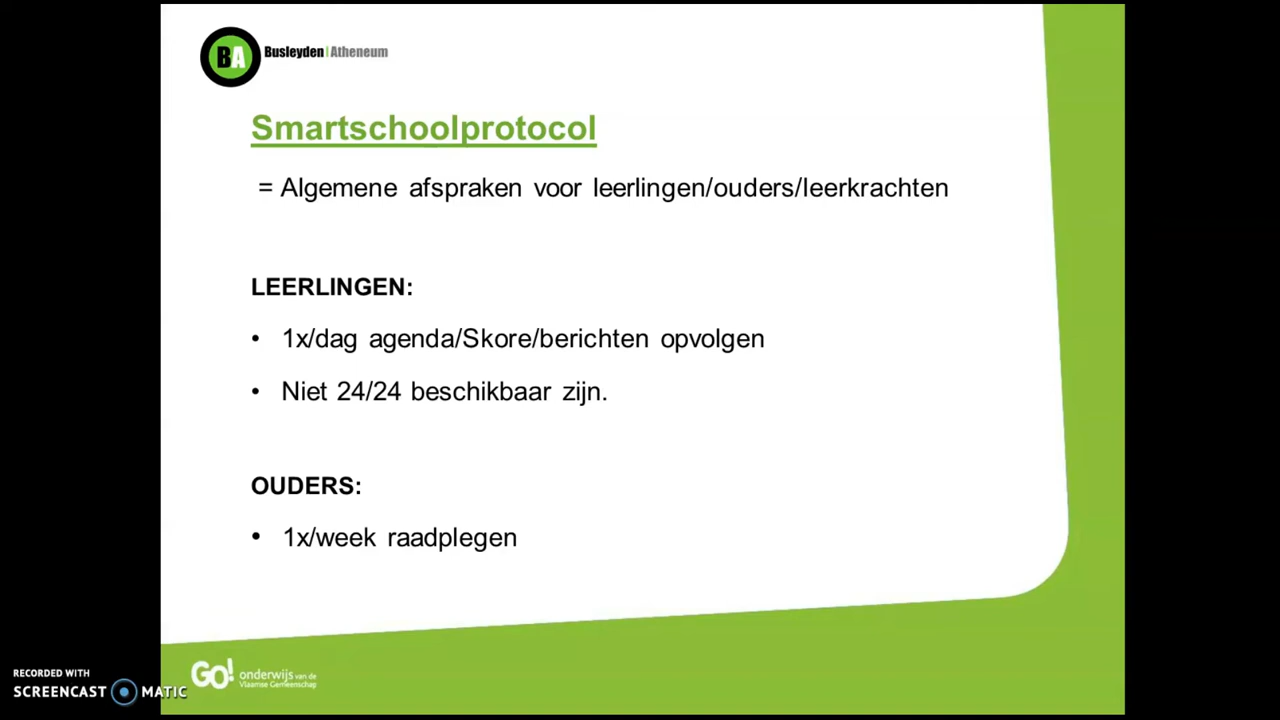 BA Busleyden | Atheneum
Smartschoolprotocol
= Algemene afspraken voor leerlingen/ouders/leerkrachten
LEERLINGEN:
• 1x/dag agenda/Skore/berichten opvolgen
• Niet 24/24 beschikbaar zijn.
OUDERS:
• 1x/week raadplegen
GO! onderwijs van de
Vlaamse Gemeenschap
RECORDED WITH
SCREENCAST MATIC